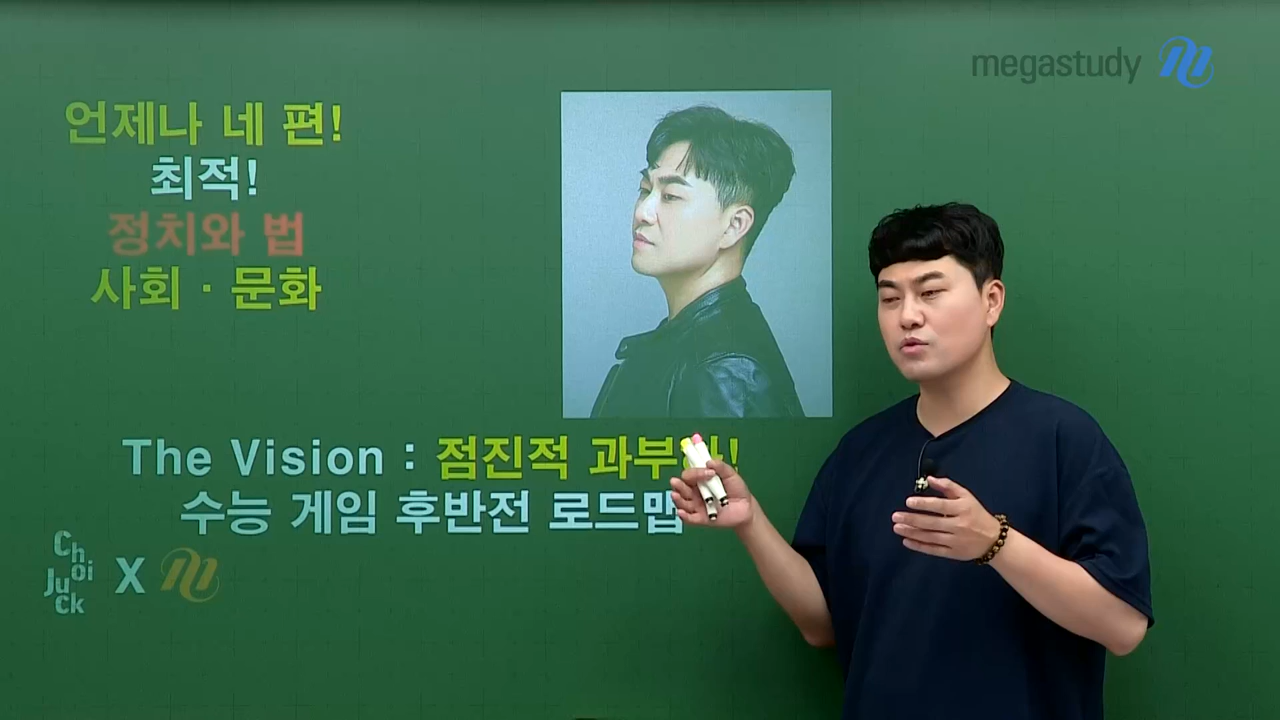 megastudy
언제나 네 편!
최적!
정치와 법
사회·문화
The Vision : 점진적 과부하!
수능 게임 후반전 로드맵
Choi
Juck
X